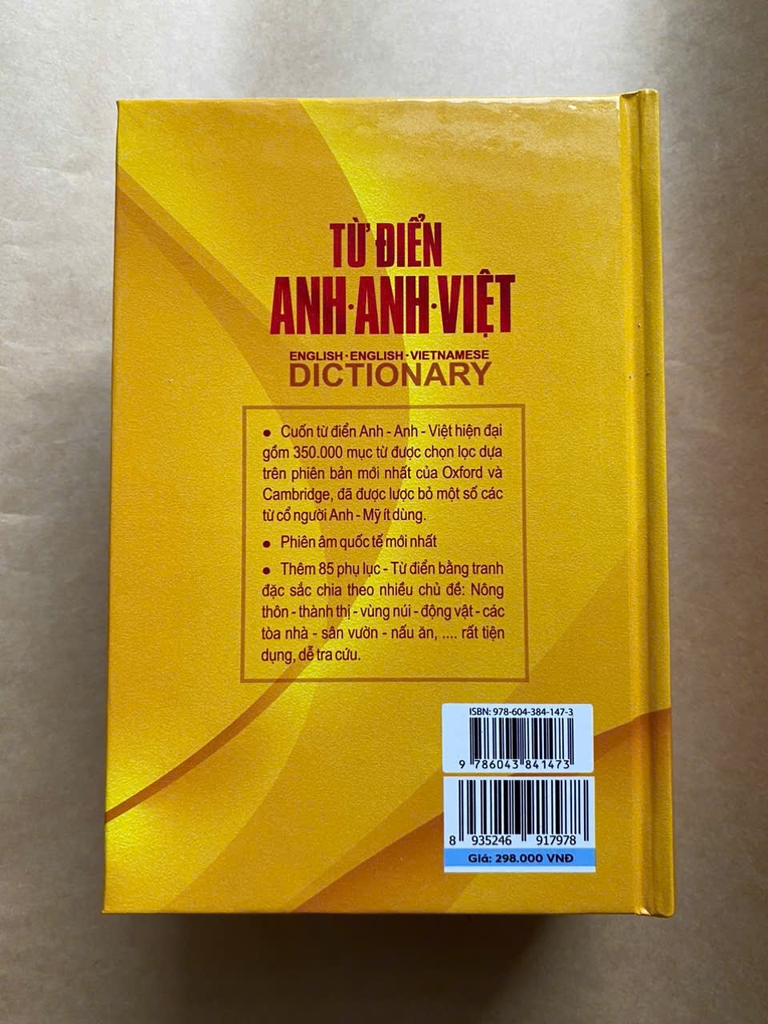 TỪ ĐIỂN
ANH·ANH·VIỆT
ENGLISH·ENGLISH·VIETNAMESE
DICTIONARY
● Cuốn từ điển Anh - Anh - Việt hiện đại
gồm 350.000 mục từ được chọn lọc dựa
trên phiên bản mới nhất của Oxford và
Cambridge, đã được lược bỏ một số các
từ cổ người Anh - Mỹ ít dùng.
● Phiên âm quốc tế mới nhất
● Thêm 85 phụ lục - Từ điển bằng tranh
đặc sắc chia theo nhiều chủ đề: Nông
thôn - thành thị - vùng núi - động vật - các
tòa nhà - sân vườn - nấu ăn, .... rất tiện
dụng, dễ tra cứu.
ISBN: 978-604-384-147-3
9 786043 841473
8 935246 917978
Giá: 298.000 VNĐ